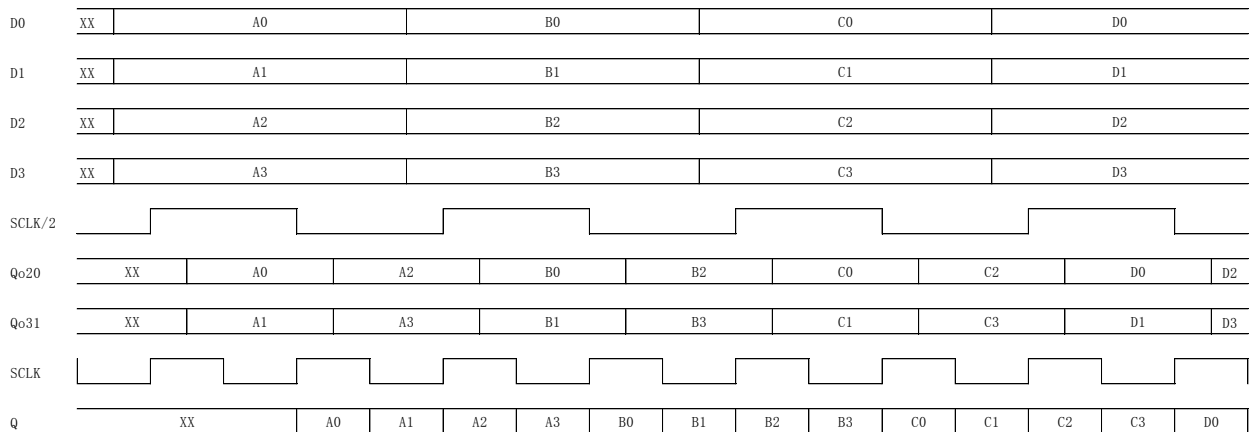 D0 XX A0 B0 C0 D0
D1 XX A1 B1 C1 D1
D2 XX A2 B2 C2 D2
D3 XX A3 B3 C3 D3
SCLK/2
Qo20 XX A0 A2 B0 B2 C0 C2 D0 D2
Qo31 XX A1 A3 B1 B3 C1 C3 D1 D3
SCLK
Q XX A0 A1 A2 A3 B0 B1 B2 B3 C0 C1 C2 C3 D0